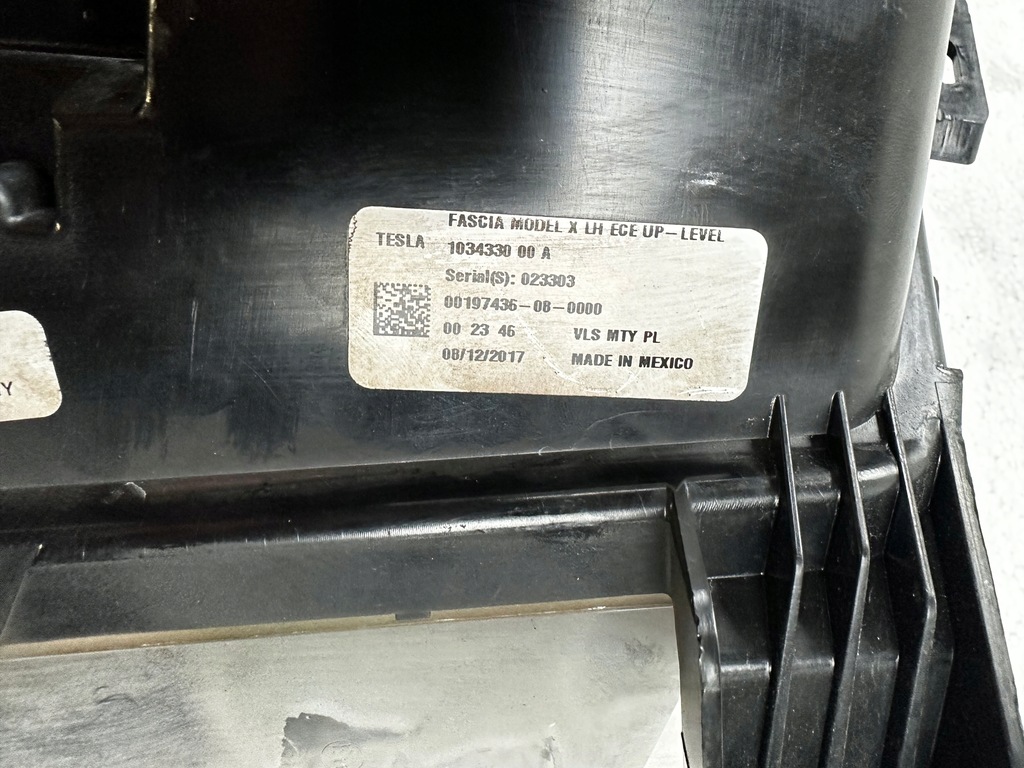 FASCIA MODEL X LH ECE UP-LEVEL
TESLA 1034330 00 A
Serial(S): 023303
00197436-08-0000
00 23 46 VLS MTY PL
08/12/2017 MADE IN MEXICO